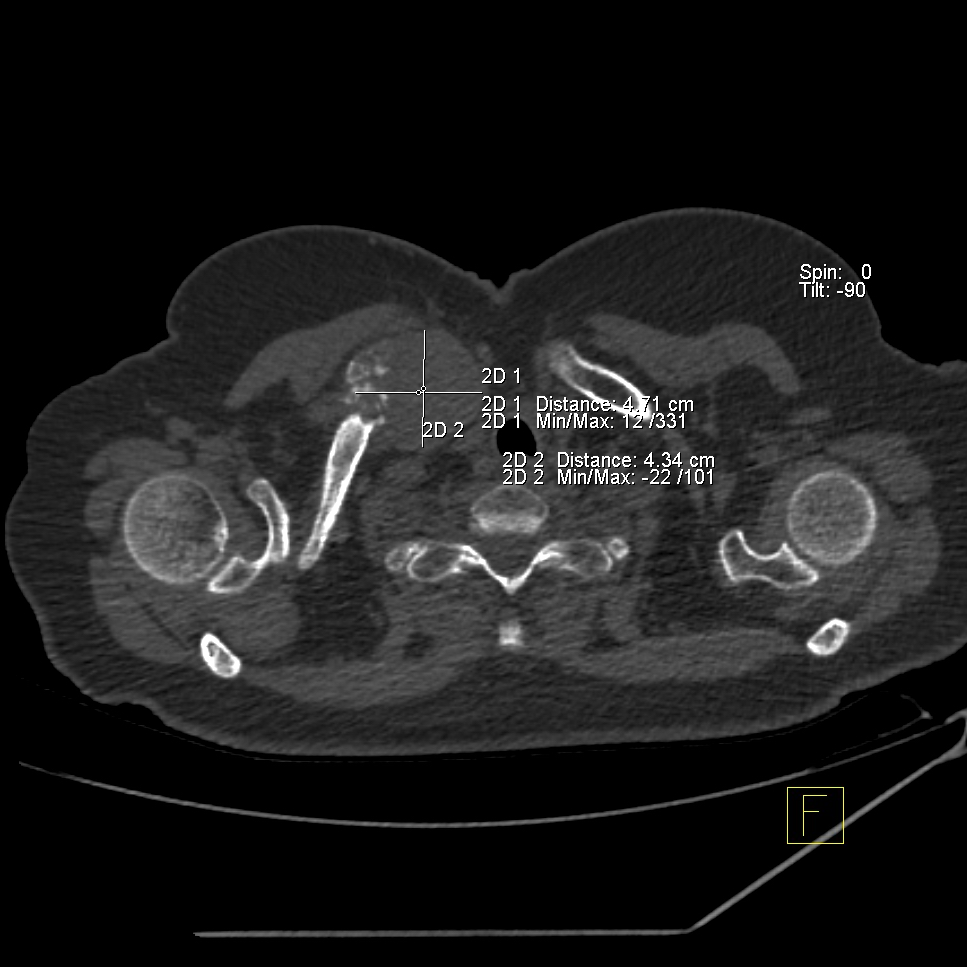 Spin: 0
Tilt: -90
2D 1
2D 1 Distance: 4.71 cm
2D 1 Min/Max: 12 /331
2D 2
2D 2 Distance: 4.34 cm
2D 2 Min/Max: -22 /101
F